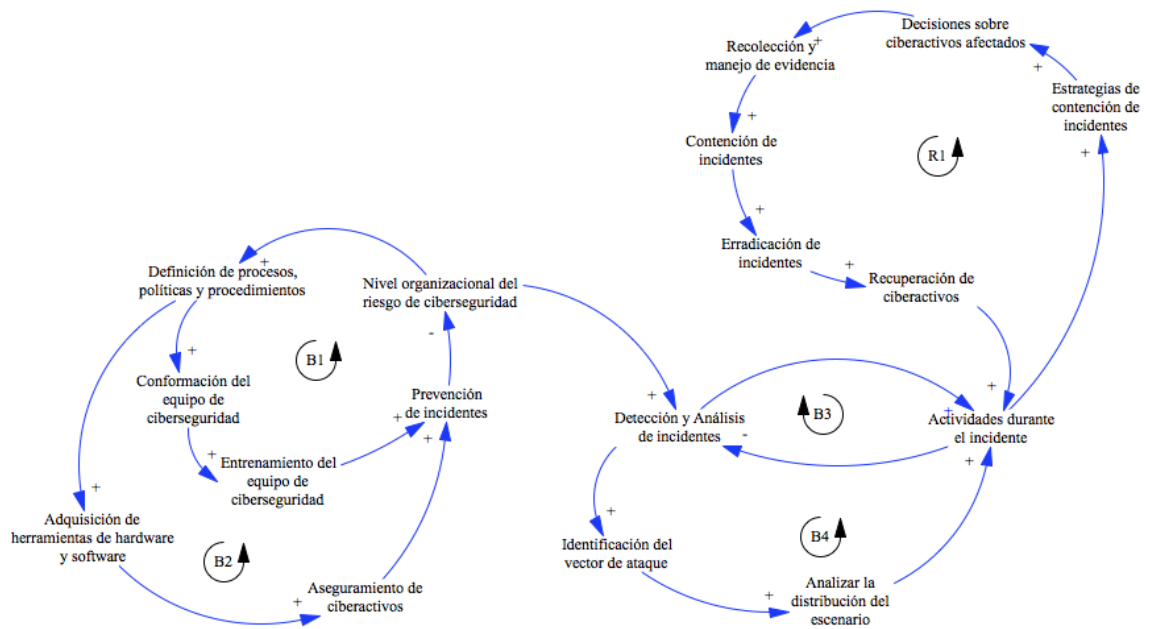 Decisiones sobre
ciberactivos afectados
+
Recolección y
manejo de evidencia
+
Estrategias de
contención de
incidentes
+
+
Contención de
incidentes
R1
+
Erradicación de
incidentes
+
Recuperación de
ciberactivos
+
Definición de procesos,
políticas y procedimientos
+
Nivel organizacional del
riesgo de ciberseguridad
-
B1
+
Conformación del
equipo de
ciberseguridad
+
Prevención
de incidentes
+
+
Entrenamiento del
equipo de
ciberseguridad
+
Adquisición de
herramientas de hardware
y software
B2
+
Aseguramiento de
ciberactivos
+
Detección y Análisis
de incidentes
-
B3
+
+
Actividades durante
el incidente
+
+
Identificación del
vector de ataque
B4
+
Analizar la
distribución del
escenario